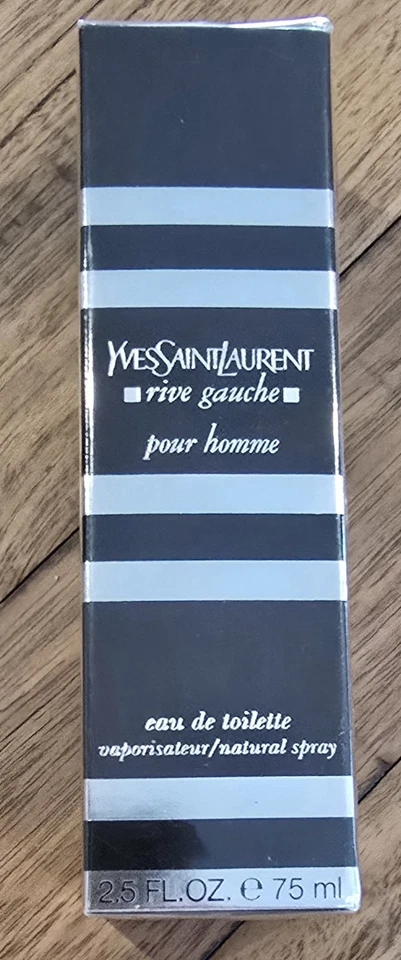 YVESSAINTLAURENT
rive gauche
pour homme
eau de toilette
vaporisateur/natural spray
2.5 FL.OZ. ℮ 75 ml